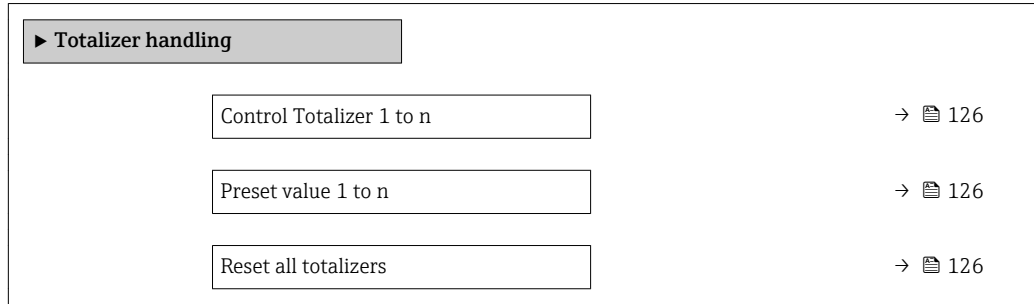 ► Totalizer handling
Control Totalizer 1 to n → 126
Preset value 1 to n → 126
Reset all totalizers → 126